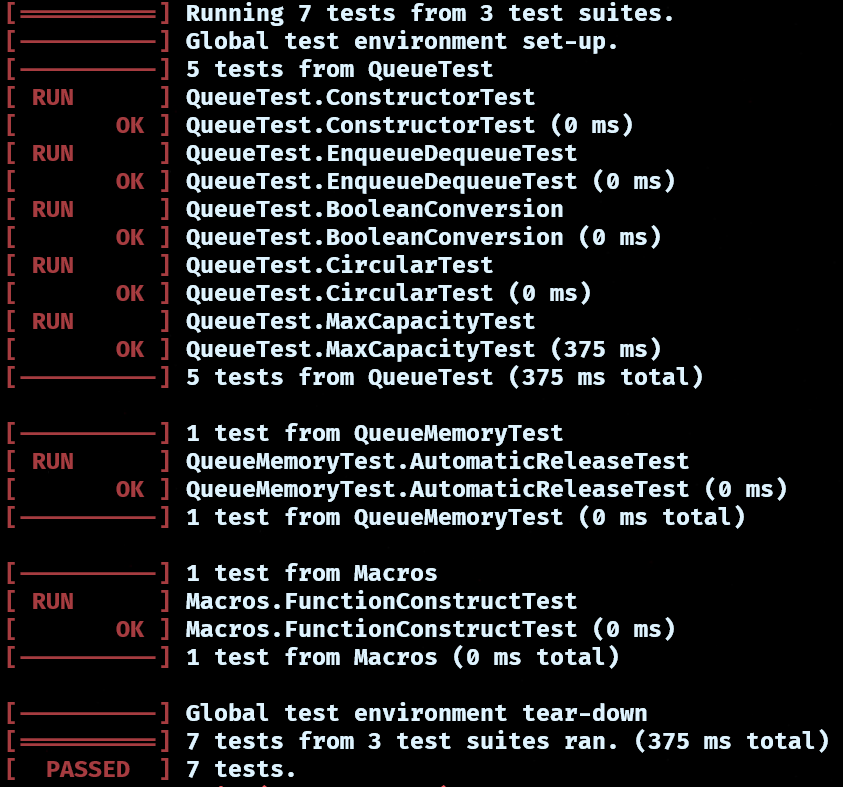 [==========] Running 7 tests from 3 test suites.
[----------] Global test environment set-up.
[----------] 5 tests from QueueTest
[ RUN      ] QueueTest.ConstructorTest
[       OK ] QueueTest.ConstructorTest (0 ms)
[ RUN      ] QueueTest.EnqueueDequeueTest
[       OK ] QueueTest.EnqueueDequeueTest (0 ms)
[ RUN      ] QueueTest.BooleanConversion
[       OK ] QueueTest.BooleanConversion (0 ms)
[ RUN      ] QueueTest.CircularTest
[       OK ] QueueTest.CircularTest (0 ms)
[ RUN      ] QueueTest.MaxCapacityTest
[       OK ] QueueTest.MaxCapacityTest (375 ms)
[----------] 5 tests from QueueTest (375 ms total)

[----------] 1 test from QueueMemoryTest
[ RUN      ] QueueMemoryTest.AutomaticReleaseTest
[       OK ] QueueMemoryTest.AutomaticReleaseTest (0 ms)
[----------] 1 test from QueueMemoryTest (0 ms total)

[----------] 1 test from Macros
[ RUN      ] Macros.FunctionConstructTest
[       OK ] Macros.FunctionConstructTest (0 ms)
[----------] 1 test from Macros (0 ms total)

[----------] Global test environment tear-down
[==========] 7 tests from 3 test suites ran. (375 ms total)
[  PASSED  ] 7 tests.